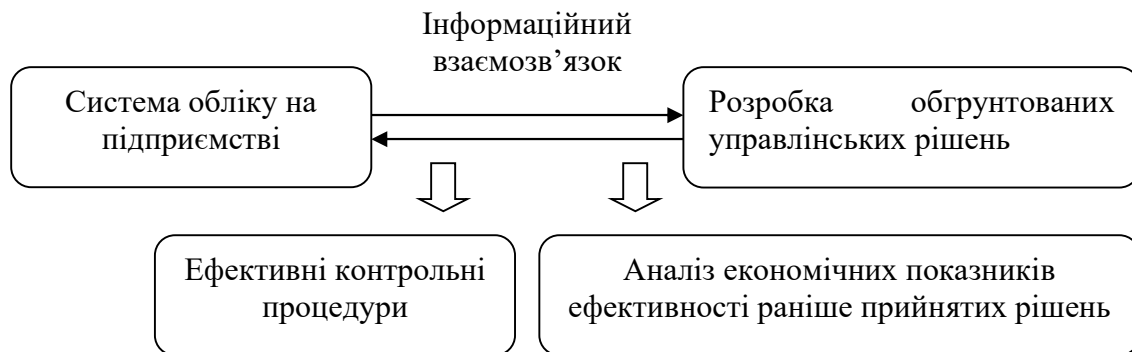 Інформаційний
взаємозв’язок
Система обліку на
підприємстві
Розробка обгрунтованих
управлінських рішень
Ефективні контрольні
процедури
Аналіз економічних показників
ефективності раніше прийнятих рішень